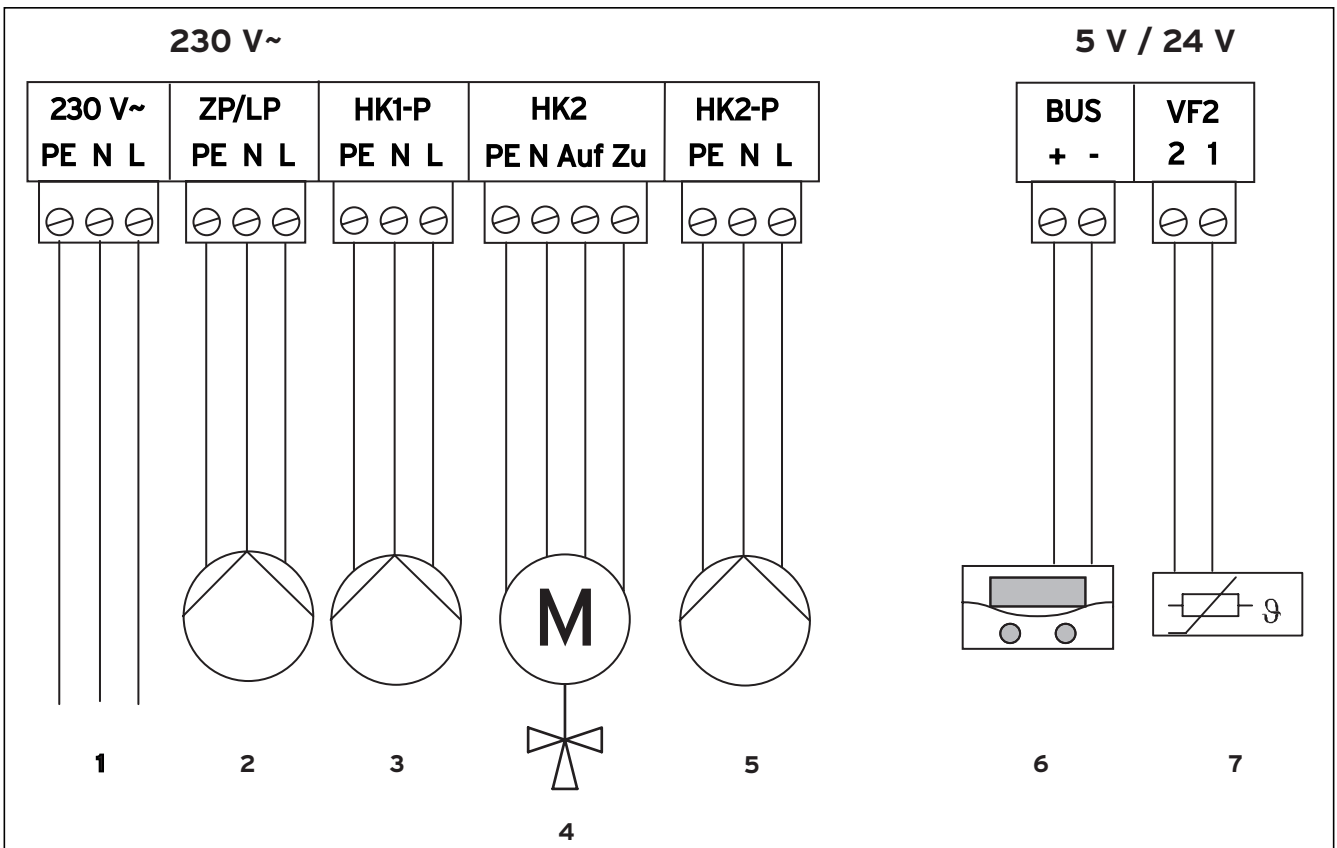 230 V~ 5 V / 24 V
230 V~ ZP/LP HK1-P HK2 HK2-P BUS VF2
PE N L PE N L PE N L PE N Auf Zu PE N L + - 2 1
M ϑ
1 2 3 5 6 7
4